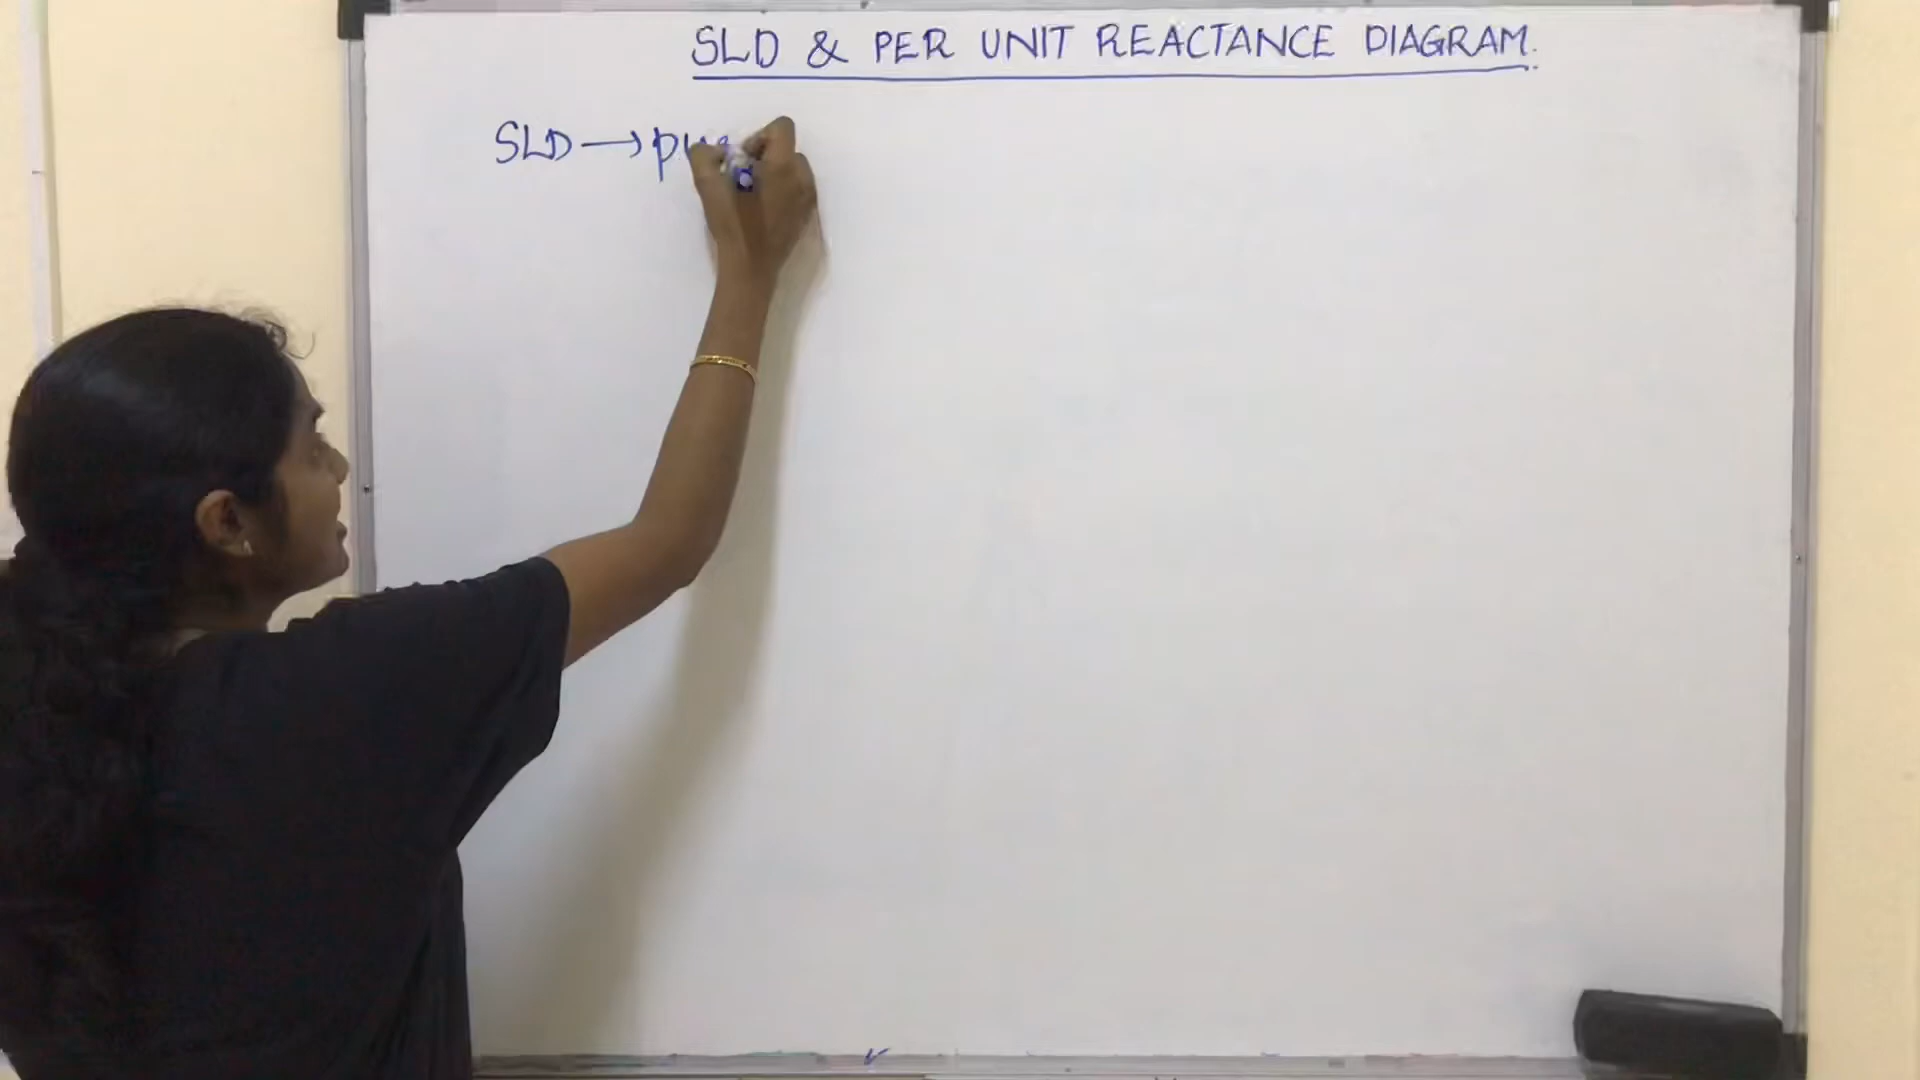 SLD & PER UNIT REACTANCE DIAGRAM.
SLD →